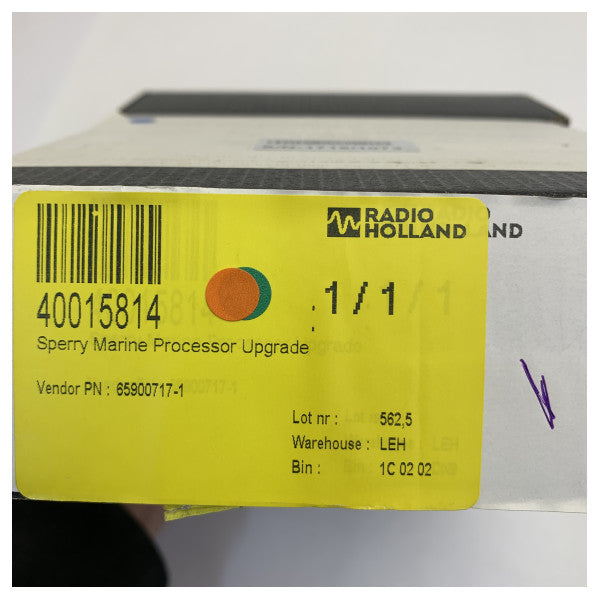 RADIO
HOLLAND
40015814
1 / 1 / 1
Sperry Marine Processor Upgrade
Vendor PN : 65900717-1
Lot nr : 562,5
Warehouse : LEH
Bin : 1C 02 02